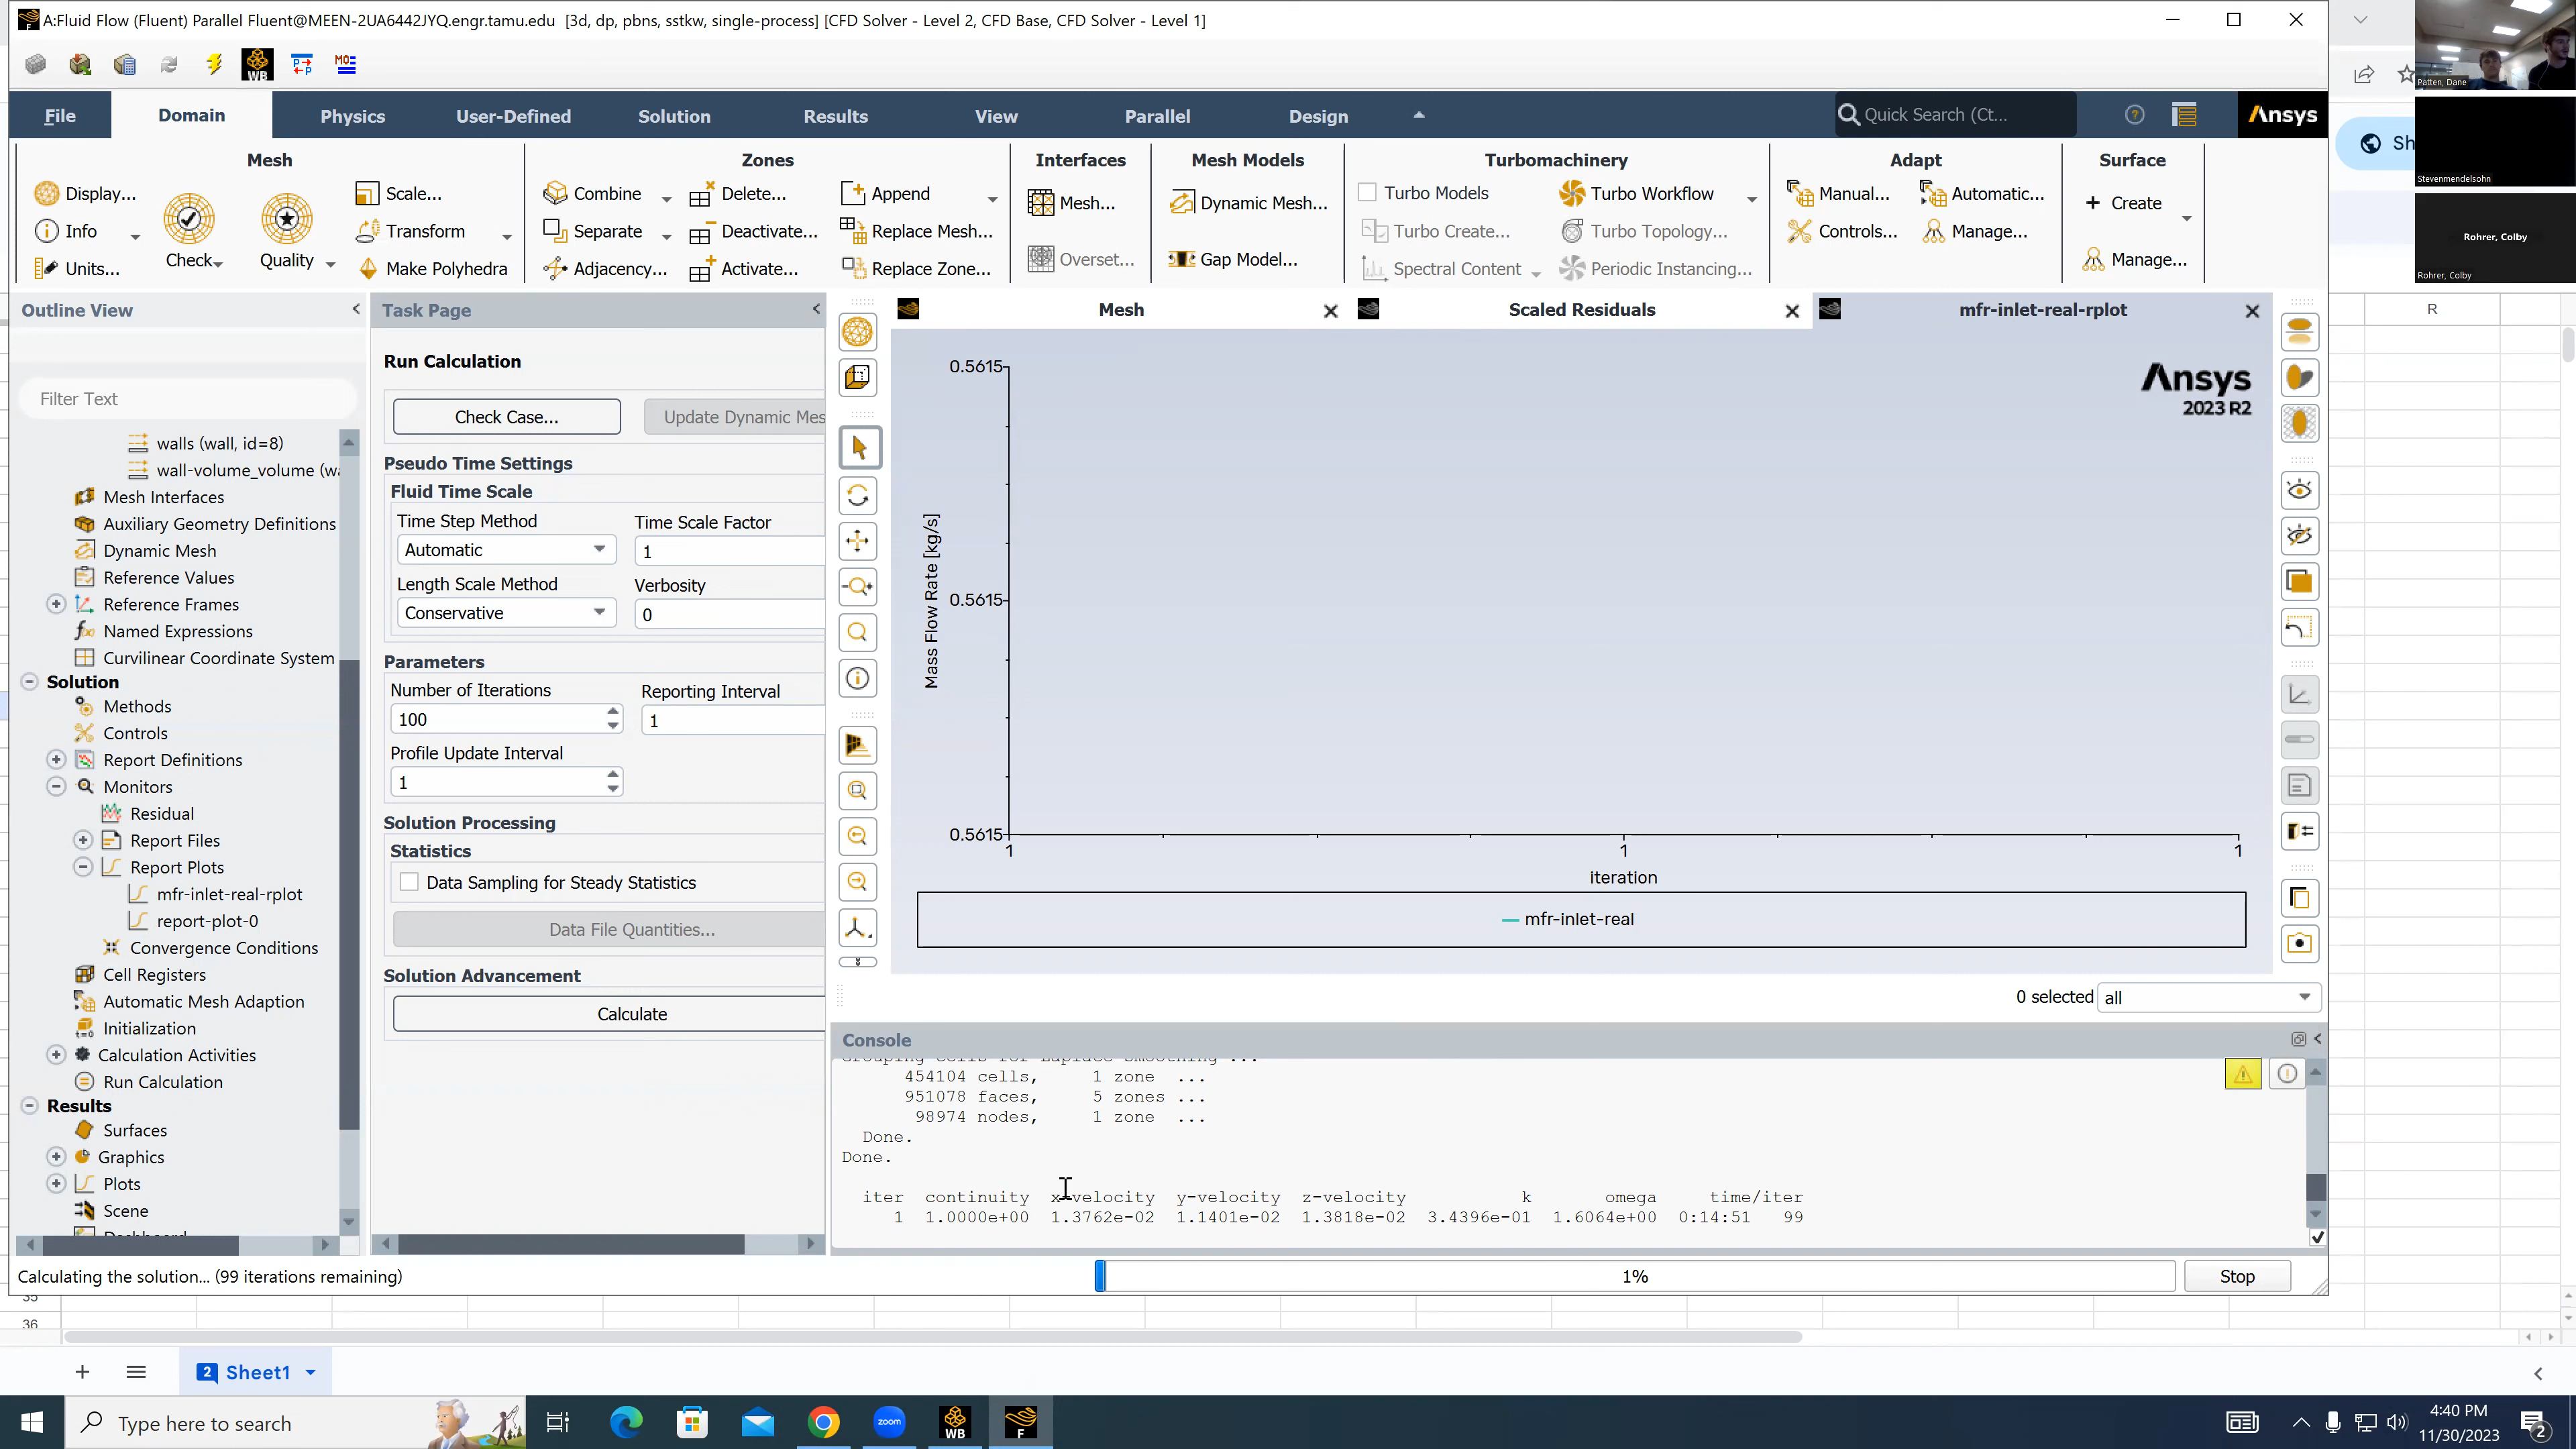 A:Fluid Flow (Fluent) Parallel Fluent@MEEN-2UA6442JYQ.engr.tamu.edu [3d, dp, pbns, sstkw, single-process] [CFD Solver - Level 2, CFD Base, CFD Solver - Level 1]
Patten, Dane
WB
MO
File Domain Physics User-Defined Solution Results View Parallel Design Quick Search (Ct... Ansys
Sh
Stevenmendelsohn
Mesh Zones Interfaces Mesh Models Turbomachinery Adapt Surface
Display... Scale... Combine Delete... Append Mesh... Dynamic Mesh... Turbo Models Turbo Workflow Manual... Automatic... Create
Info Check Quality Transform Separate Deactivate... Replace Mesh... Turbo Create... Turbo Topology... Controls... Manage...
Units... Make Polyhedra Adjacency... Activate... Replace Zone... Overset... Gap Model... Spectral Content Periodic Instancing... Manage...
Rohrer, Colby
Rohrer, Colby
R
Outline View
Filter Text
walls (wall, id=8)
wall-volume_volume (wa
Mesh Interfaces
Auxiliary Geometry Definitions
Dynamic Mesh
Reference Values
Reference Frames
Named Expressions
Curvilinear Coordinate System
Solution
Methods
Controls
Report Definitions
Monitors
Residual
Report Files
Report Plots
mfr-inlet-real-rplot
report-plot-0
Convergence Conditions
Cell Registers
Automatic Mesh Adaption
Initialization
Calculation Activities
Run Calculation
Results
Surfaces
Graphics
Plots
Scene
Task Page
Run Calculation
Check Case... Update Dynamic Mes
Pseudo Time Settings
Fluid Time Scale
Time Step Method Time Scale Factor
Automatic 1
Length Scale Method Verbosity
Conservative 0
Parameters
Number of Iterations Reporting Interval
100 1
Profile Update Interval
1
Solution Processing
Statistics
Data Sampling for Steady Statistics
Data File Quantities...
Solution Advancement
Calculate
Mesh Scaled Residuals mfr-inlet-real-rplot
Ansys
2023 R2
0.5615
0.5615
0.5615
Mass Flow Rate [kg/s]
1 1 1
iteration
mfr-inlet-real
0 selected all
Console
Grouping cells for Laplace smoothing ...
454104 cells, 1 zone ...
951078 faces, 5 zones ...
98974 nodes, 1 zone ...
Done.
Done.
iter continuity x-velocity y-velocity z-velocity k omega time/iter
1 1.0000e+00 1.3762e-02 1.1401e-02 1.3818e-02 3.4396e-01 1.6064e+00 0:14:51 99
Calculating the solution... (99 iterations remaining) 1% Stop
35
36
2 Sheet1
Type here to search
zoom
WB
F
4:40 PM
11/30/2023
2